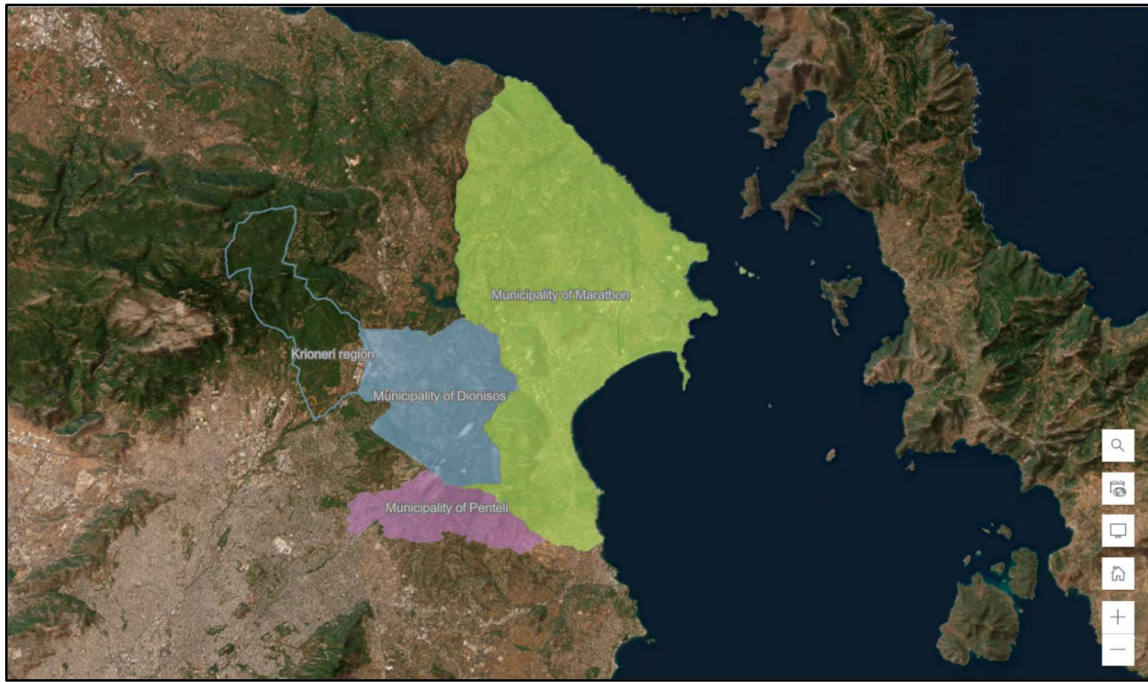 Municipality of Marathon
Krioneri region
Municipality of Dionisos
Municipality of Penteli